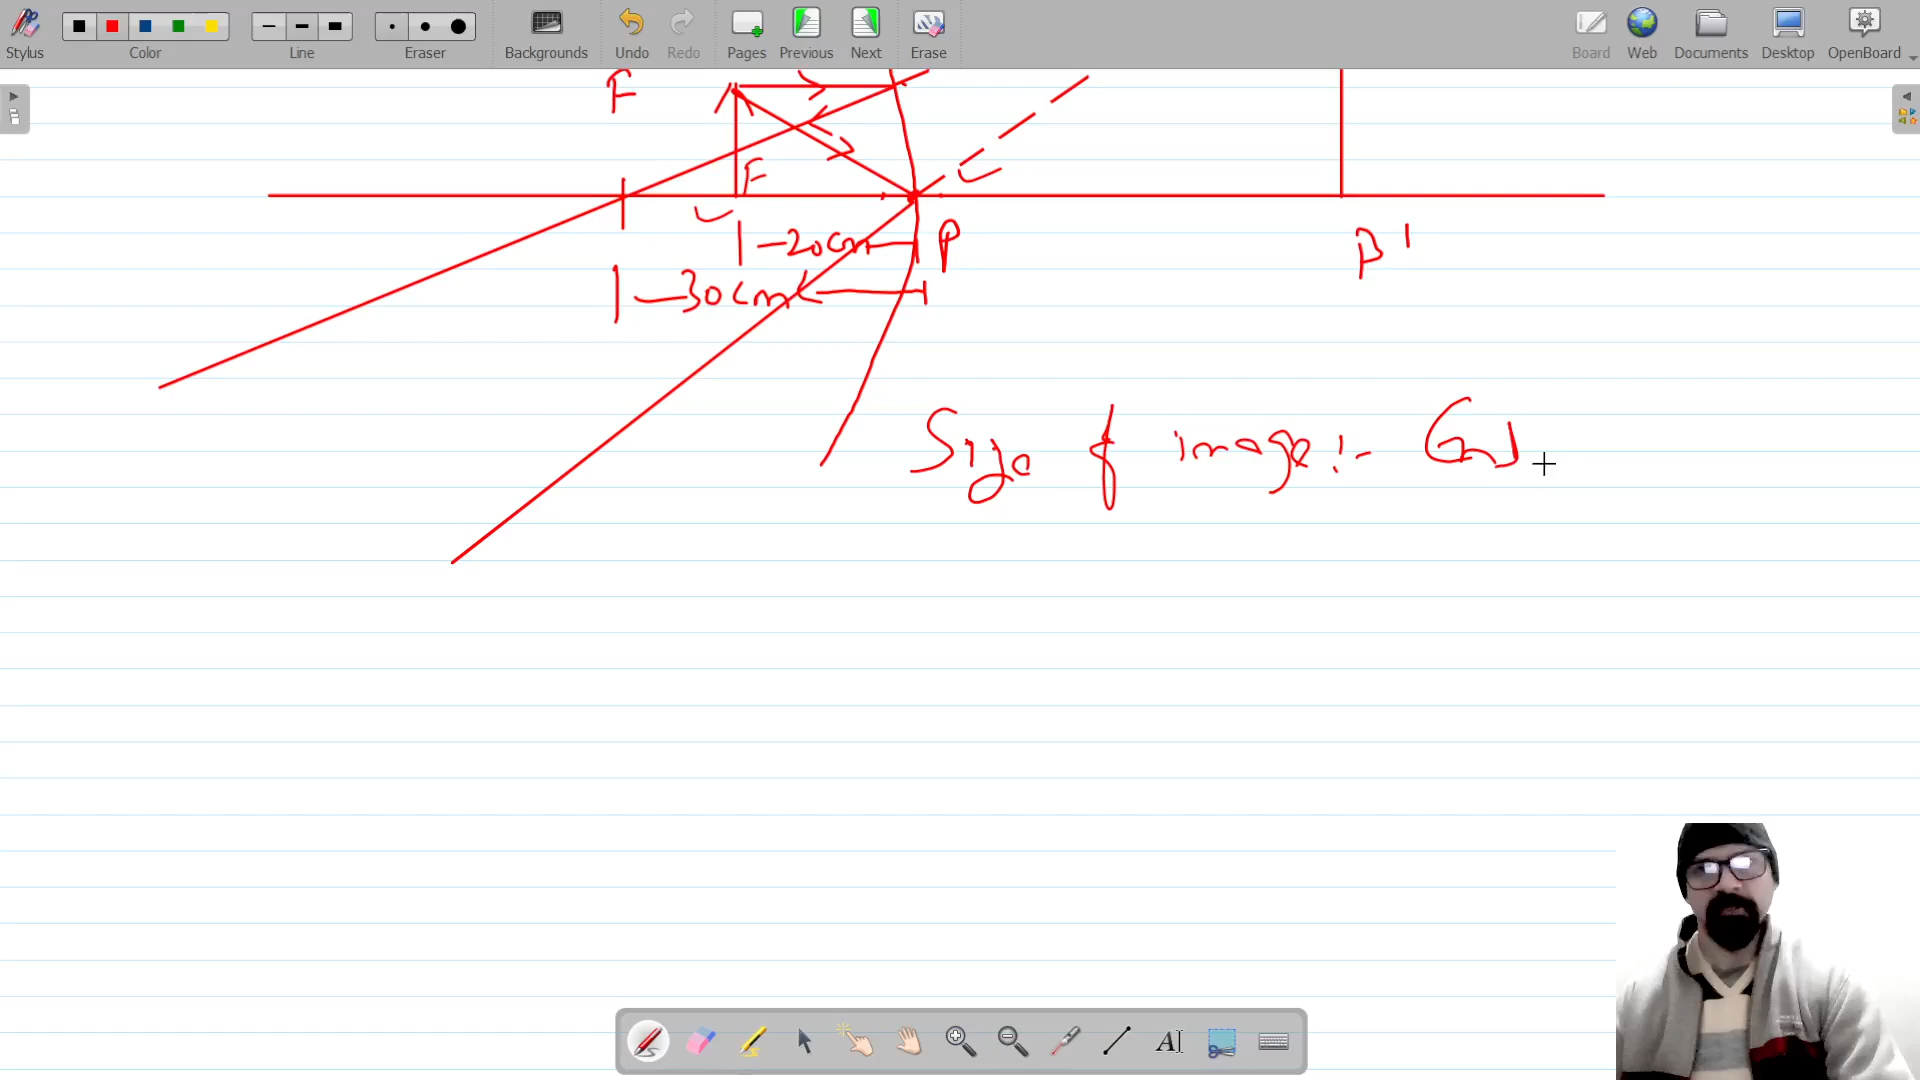 Stylus Color Line Eraser Backgrounds Undo Redo Pages Previous Next Erase Board Web Documents Desktop OpenBoard
F
F
20cm P
B'
30cm
Size of image :-
AI